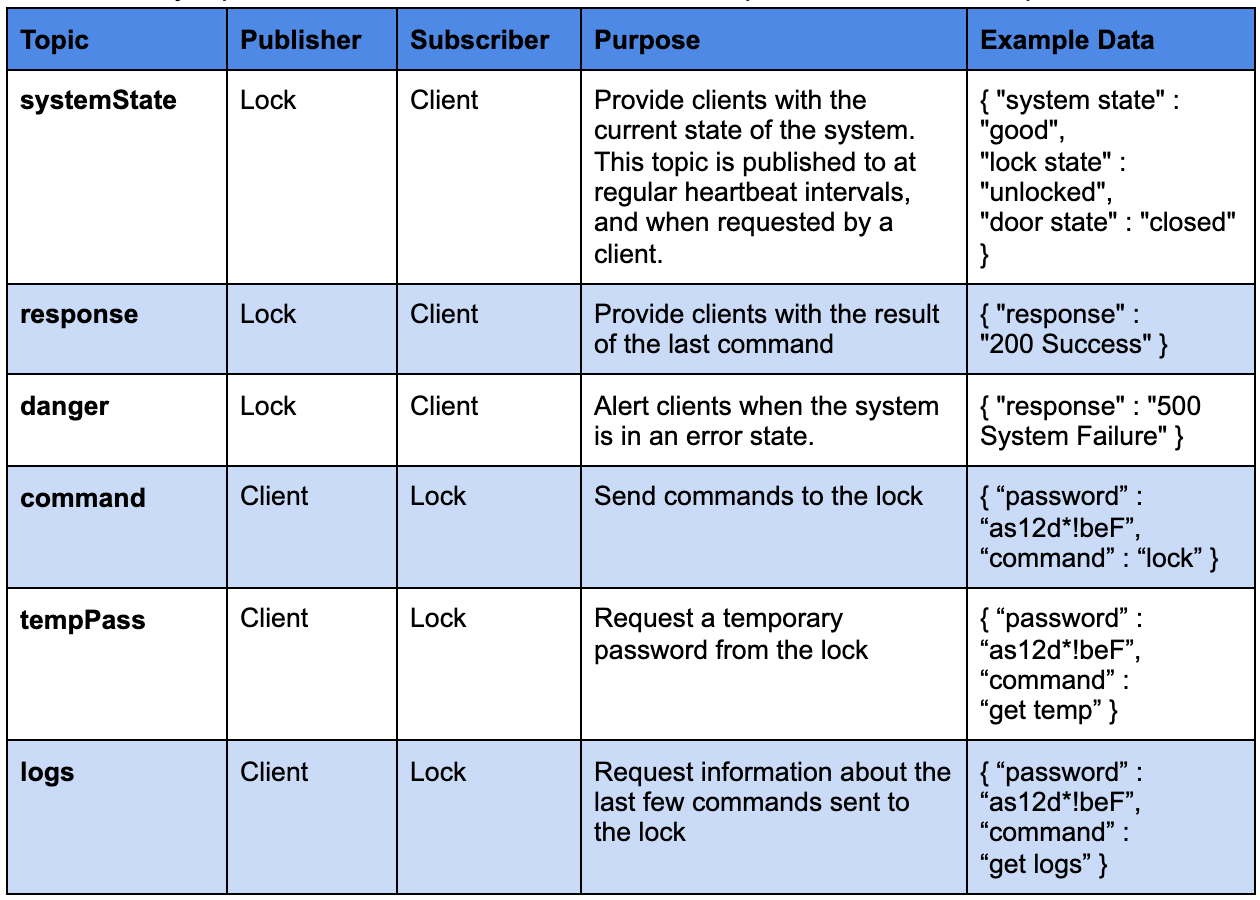 Topic
Publisher
Subscriber
Purpose
Example Data
systemState
Lock
Client
Provide clients with the
current state of the system.
This topic is published to at
regular heartbeat intervals,
and when requested by a
client.
{ "system state" :
"good",
"lock state" :
"unlocked",
"door state" : "closed"
}
response
Lock
Client
Provide clients with the result
of the last command
{ "response" :
"200 Success" }
danger
Lock
Client
Alert clients when the system
is in an error state.
{ "response" : "500
System Failure" }
command
Client
Lock
Send commands to the lock
{ “password” :
“as12d*!beF”,
“command” : “lock” }
tempPass
Client
Lock
Request a temporary
password from the lock
{ “password” :
“as12d*!beF”,
“command” :
“get temp” }
logs
Client
Lock
Request information about the
last few commands sent to
the lock
{ “password” :
“as12d*!beF”,
“command” :
“get logs” }